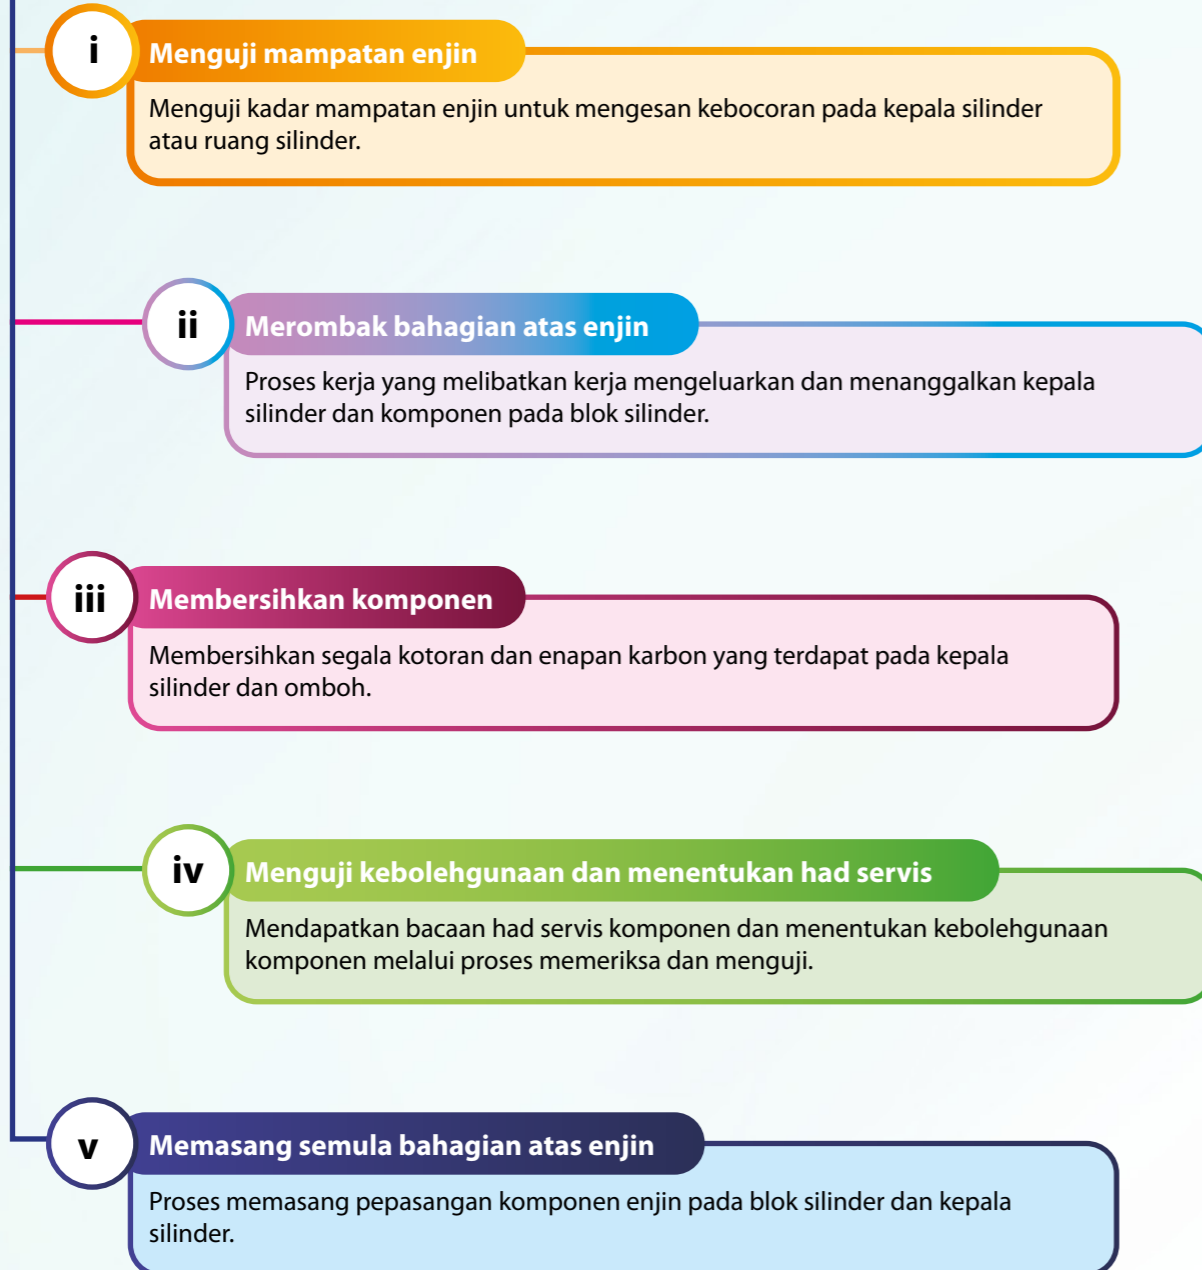 i
Menguji mampatan enjin
Menguji kadar mampatan enjin untuk mengesan kebocoran pada kepala silinder
atau ruang silinder.
ii
Merombak bahagian atas enjin
Proses kerja yang melibatkan kerja mengeluarkan dan menanggalkan kepala
silinder dan komponen pada blok silinder.
iii
Membersihkan komponen
Membersihkan segala kotoran dan enapan karbon yang terdapat pada kepala
silinder dan omboh.
iv
Menguji kebolehgunaan dan menentukan had servis
Mendapatkan bacaan had servis komponen dan menentukan kebolehgunaan
komponen melalui proses memeriksa dan menguji.
v
Memasang semula bahagian atas enjin
Proses memasang pepasangan komponen enjin pada blok silinder dan kepala
silinder.